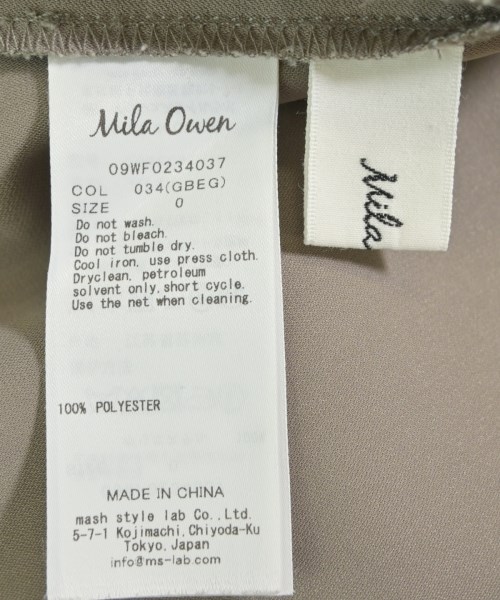 Mila Owen
09WF0234037
COL 034(GBEG)
SIZE 0
Do not wash.
Do not bleach.
Do not tumble dry.
Cool iron, use press cloth.
Dryclean, petroleum
solvent only,short cycle.
Use the net when cleaning.
100% POLYESTER
MADE IN CHINA
mash style lab Co.,Ltd.
5-7-1 Kojimachi,Chiyoda-Ku
Tokyo,Japan
info@ms-lab.com
Mila